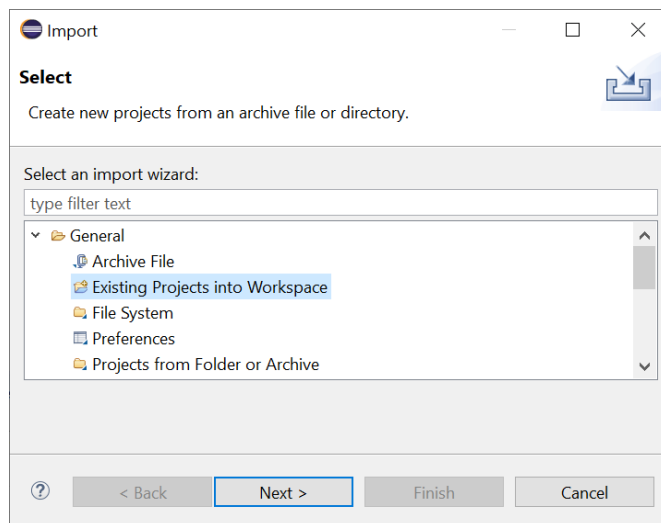 Import
Select
Create new projects from an archive file or directory.
Select an import wizard:
type filter text
General
Archive File
Existing Projects into Workspace
File System
Preferences
Projects from Folder or Archive
? < Back Next > Finish Cancel